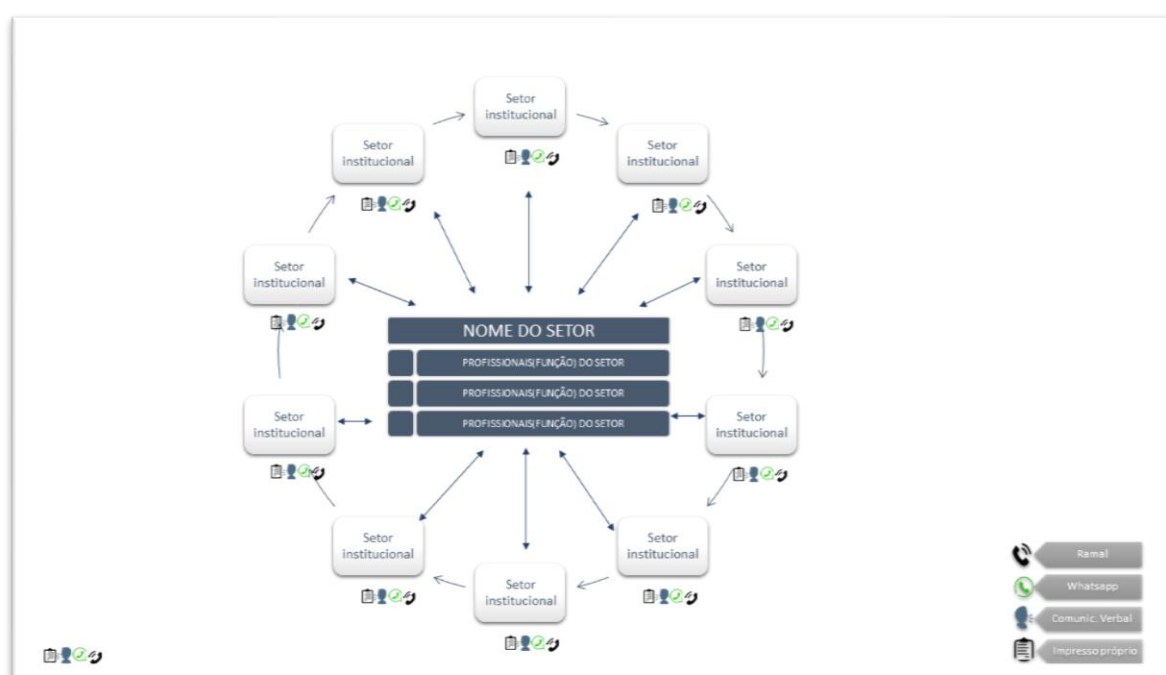 Setor
institucional
Setor
institucional
Setor
institucional
Setor
institucional
Setor
institucional
NOME DO SETOR
PROFISSIONAIS(FUNÇÃO) DO SETOR
PROFISSIONAIS(FUNÇÃO) DO SETOR
PROFISSIONAIS(FUNÇÃO) DO SETOR
Setor
institucional
Setor
institucional
Setor
institucional
Setor
institucional
Setor
institucional
Ramal
Whatsapp
Comunic. Verbal
Impresso próprio